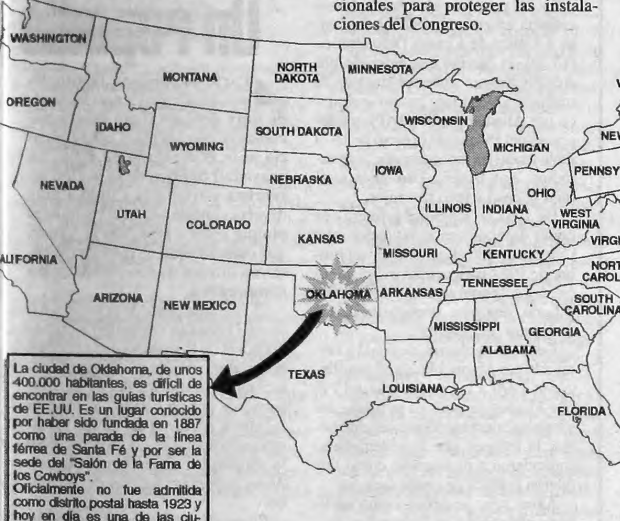 cionales para proteger las instala-
ciones del Congreso.
WASHINGTON
MONTANA
NORTH
DAKOTA
MINNESOTA
OREGON
IDAHO
WYOMING
SOUTH DAKOTA
WISCONSIN
MICHIGAN
NEW
NEVADA
UTAH
COLORADO
NEBRASKA
IOWA
ILLINOIS
INDIANA
OHIO
PENNSY
WEST
VIRGINIA
VIRGI
ALIFORNIA
KANSAS
MISSOURI
KENTUCKY
NORT
CAROL
ARIZONA
NEW MEXICO
OKLAHOMA
ARKANSAS
TENNESSEE
SOUTH
CAROLINA
MISSISSIPPI
ALABAMA
GEORGIA
TEXAS
LOUISIANA
FLORIDA
La ciudad de Oklahoma, de unos
400.000 habitantes, es difícil de
encontrar en las guías turísticas
de EE.UU. Es un lugar conocido
por haber sido fundada en 1887
como una parada de la línea
férrea de Santa Fé y por ser la
sede del "Salón de la Fama de
los Cowboys".
Oficialmente no fue admitida
como distrito postal hasta 1923 y
hoy en día es una de las ciu-